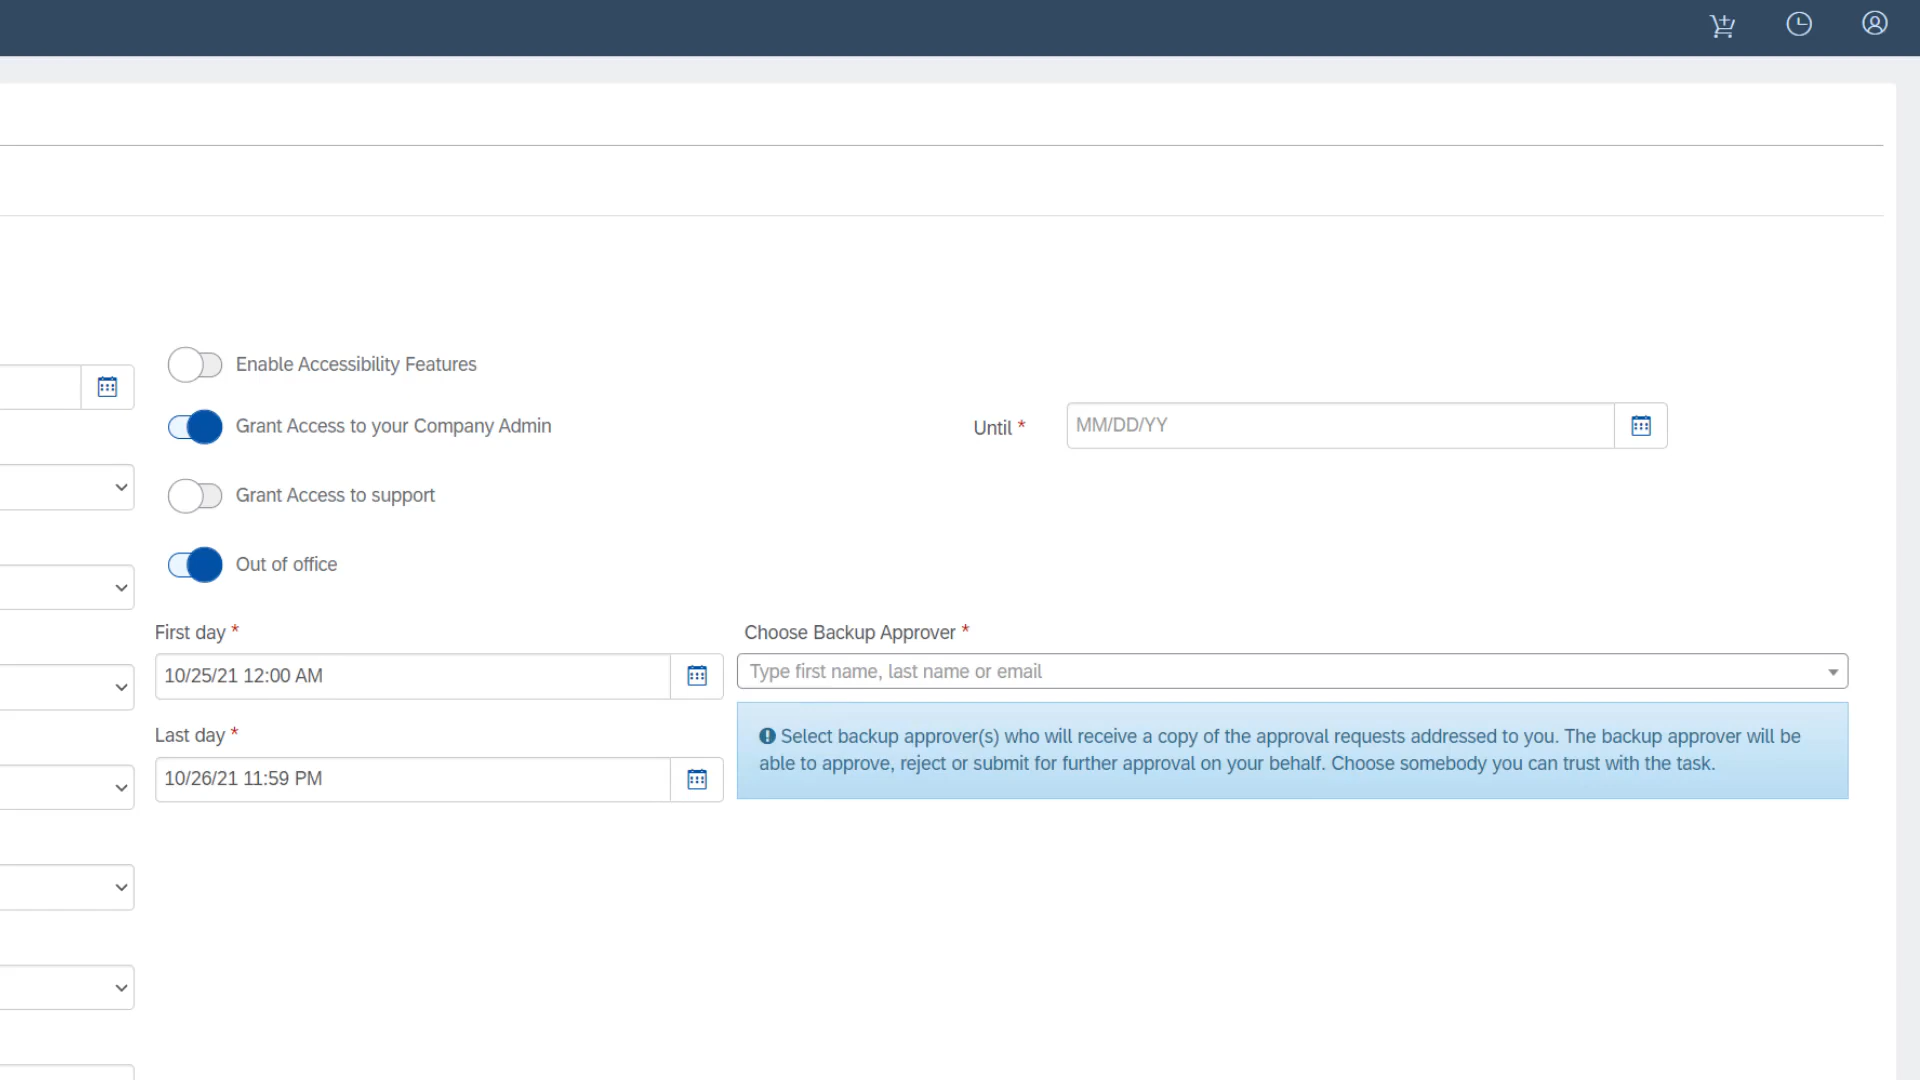 Enable Accessibility Features
Grant Access to your Company Admin
Until *
MM/DD/YY
Grant Access to support
Out of office
First day *
Choose Backup Approver *
10/25/21 12:00 AM
Type first name, last name or email
Last day *
Select backup approver(s) who will receive a copy of the approval requests addressed to you. The backup approver will be
able to approve, reject or submit for further approval on your behalf. Choose somebody you can trust with the task.
10/26/21 11:59 PM